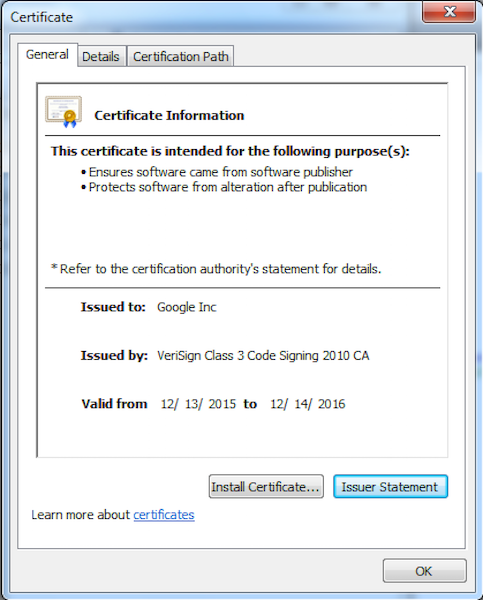 Certificate
General
Details
Certification Path
Certificate Information
This certificate is intended for the following purpose(s):
• Ensures software came from software publisher
• Protects software from alteration after publication
* Refer to the certification authority's statement for details.
Issued to: Google Inc
Issued by: VeriSign Class 3 Code Signing 2010 CA
Valid from 12/ 13/ 2015 to 12/ 14/ 2016
Install Certificate...
Issuer Statement
Learn more about certificates
OK